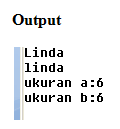 Output
Linda
linda
ukuran a:6
ukuran b:6